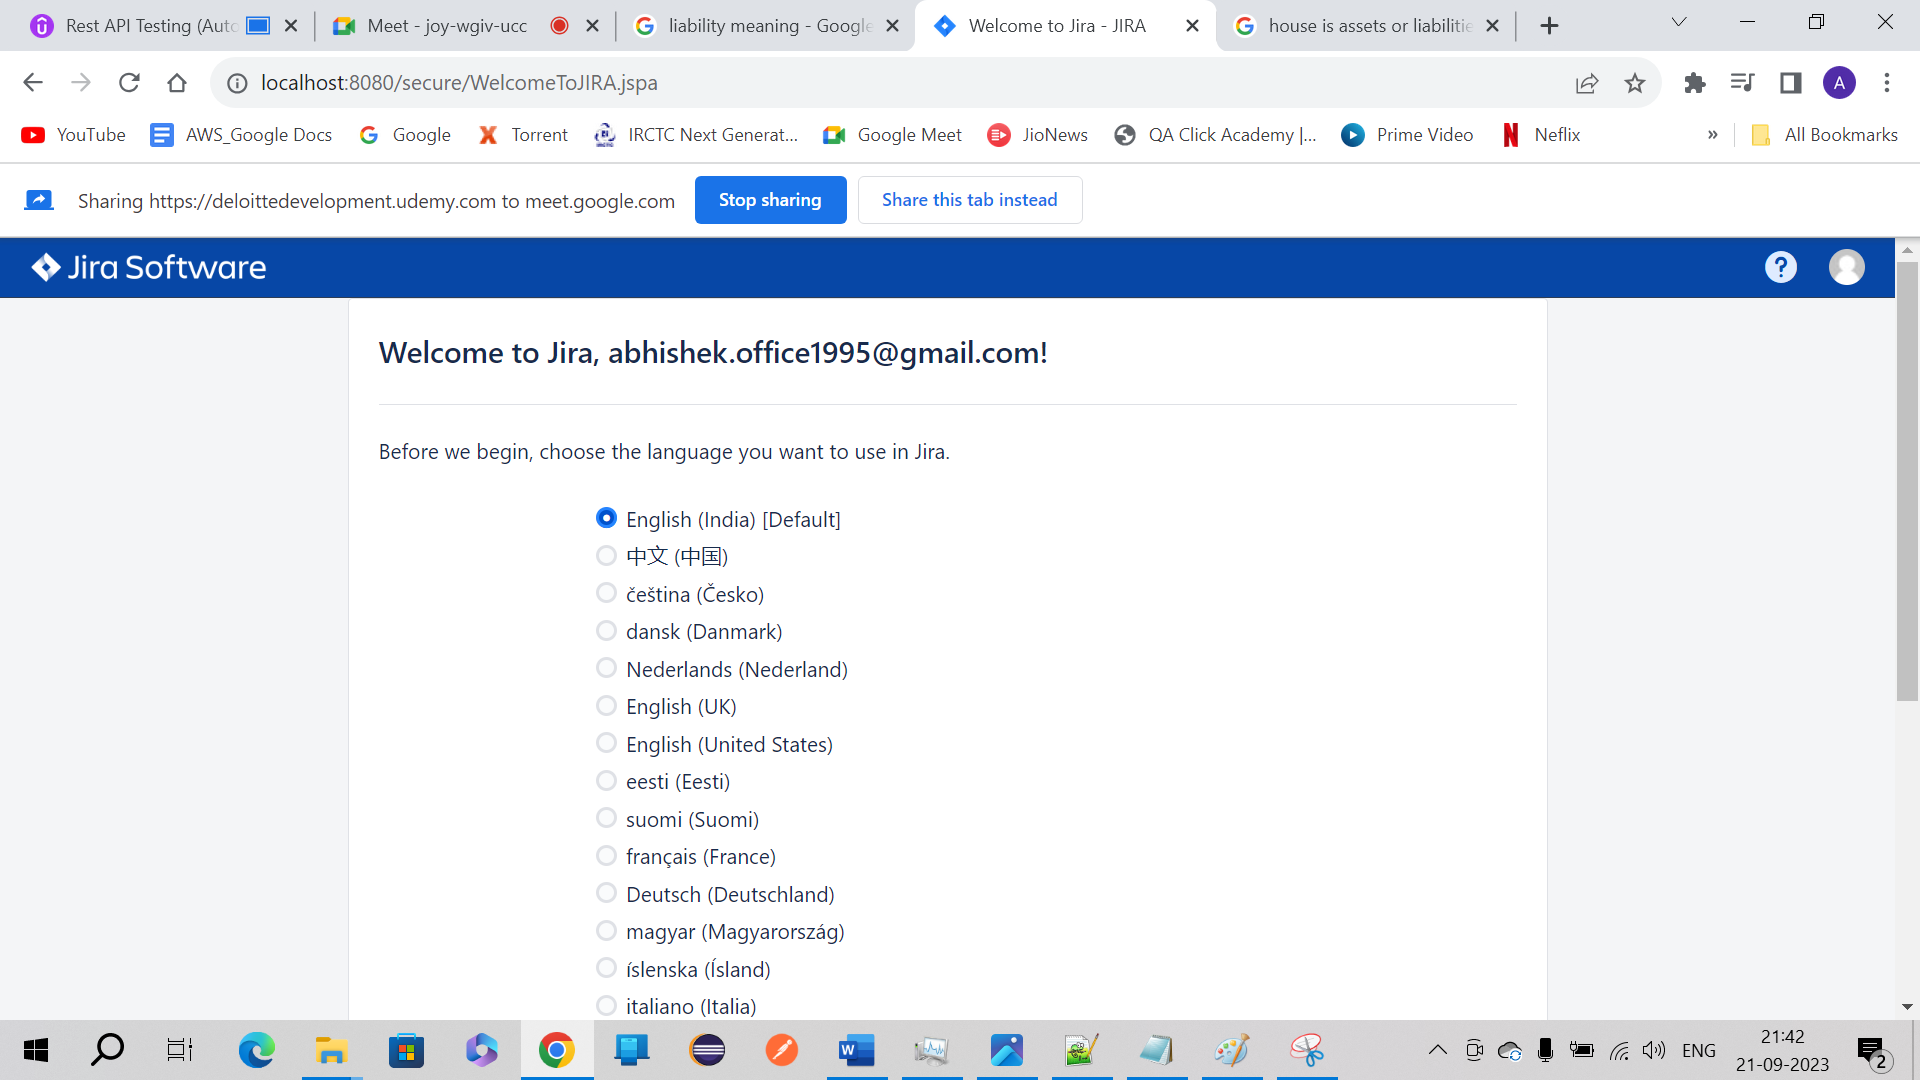 Rest API Testing (Auto
Meet - joy-wgiv-ucc
liability meaning - Google
Welcome to Jira - JIRA
house is assets or liabilitie
localhost:8080/secure/WelcomeToJIRA.jspa
A
YouTube
AWS_Google Docs
Google
Torrent
IRCTC Next Generat...
Google Meet
JioNews
QA Click Academy |...
Prime Video
Neflix
»
All Bookmarks
Sharing https://deloittedevelopment.udemy.com to meet.google.com
Stop sharing
Share this tab instead
Jira Software
?
Welcome to Jira, abhishek.office1995@gmail.com!
Before we begin, choose the language you want to use in Jira.
English (India) [Default]
中文 (中国)
čeština (Česko)
dansk (Danmark)
Nederlands (Nederland)
English (UK)
English (United States)
eesti (Eesti)
suomi (Suomi)
français (France)
Deutsch (Deutschland)
magyar (Magyarország)
íslenska (Ísland)
italiano (Italia)
W
ENG
21:42
21-09-2023
2